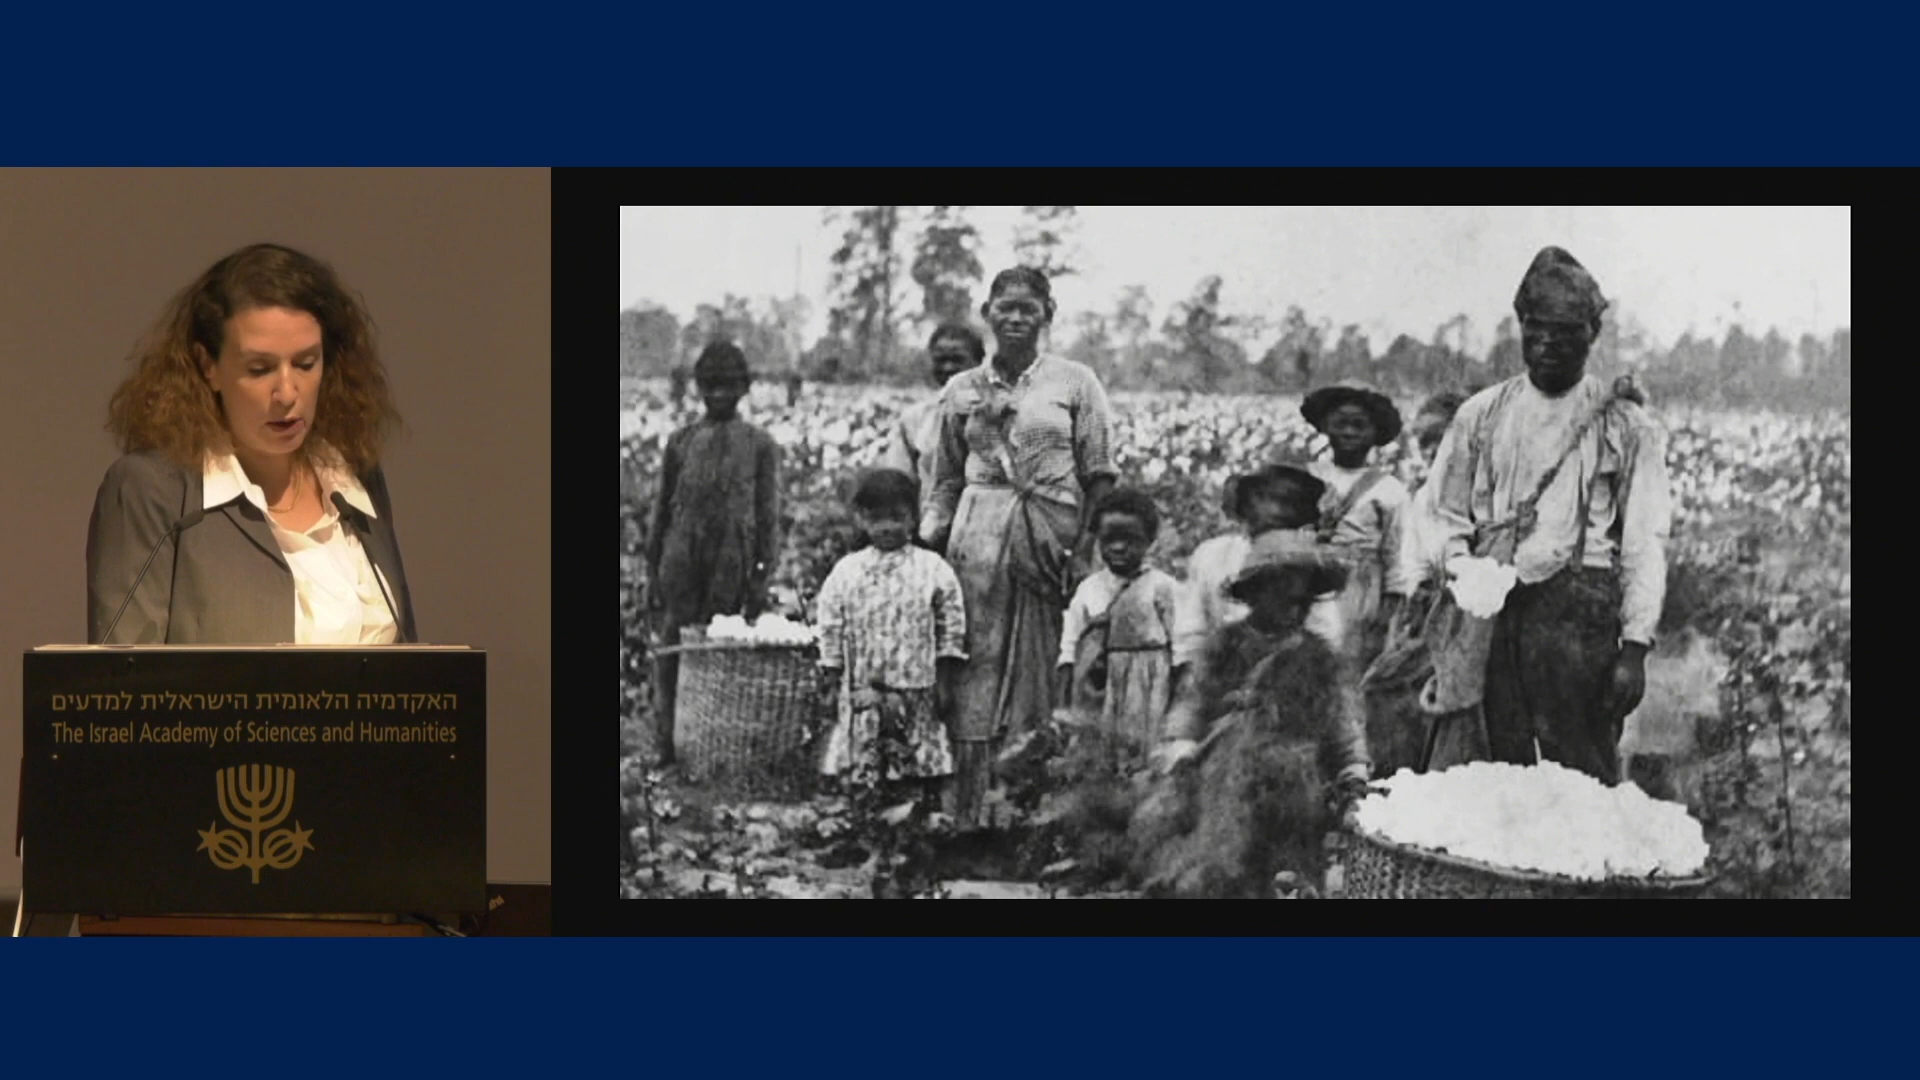 האקדמיה הלאומית הישראלית למדעים
The Israel Academy of Sciences and Humanities